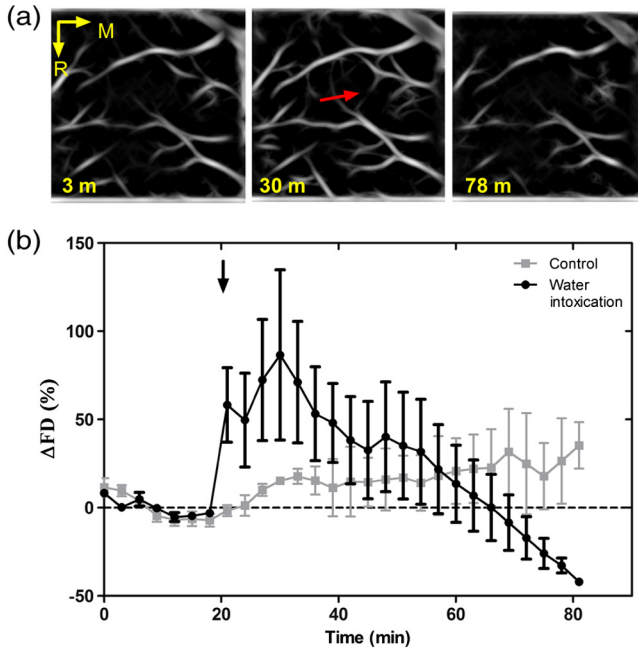 (a)
M
R
3 m
30 m
78 m
(b)
150
100
50
0
-50
ΔFD (%)
Control
Water
intoxication
0
20
40
60
80
Time (min)